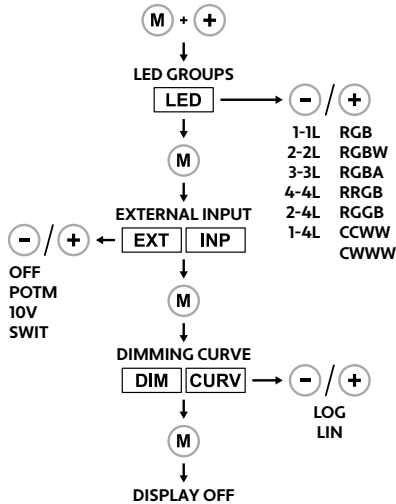 M + +
LED GROUPS
LED
- / +
1-1L RGB
2-2L RGBW
3-3L RGBA
4-4L RRGB
2-4L RGGB
1-4L CCWW
CWWW
M
EXTERNAL INPUT
EXT INP
- / +
OFF
POTM
10V
SWIT
M
DIMMING CURVE
DIM CURV
- / +
LOG
LIN
M
DISPLAY OFF